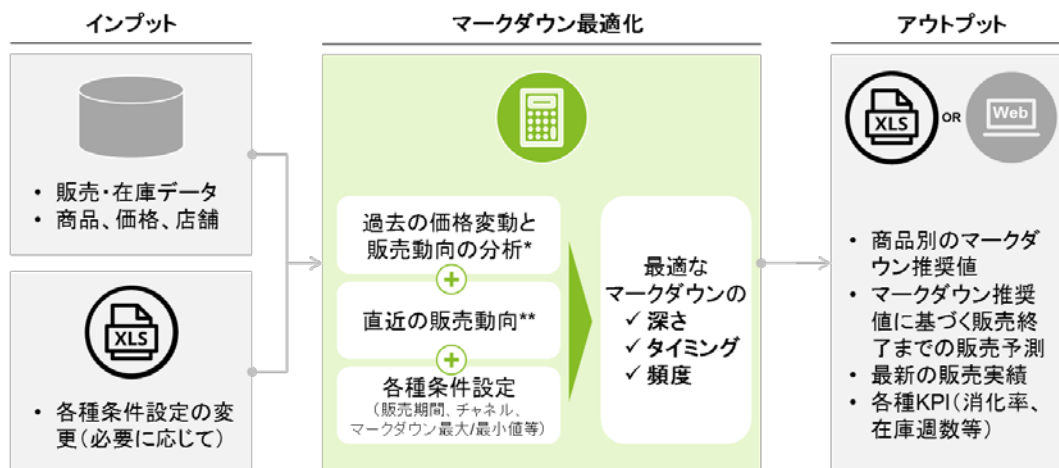 インプット
マークダウン最適化
アウトプット
• 販売・在庫データ
• 商品、価格、店舗
XLS
• 各種条件設定の変
更（必要に応じて）
過去の価格変動と
販売動向の分析*
+
直近の販売動向**
+
各種条件設定
（販売期間、チャネル、
マークダウン最大/最小値等）
最適な
マークダウンの
✓ 深さ
✓ タイミング
✓ 頻度
XLS OR Web
• 商品別のマークダ
ウン推奨値
• マークダウン推奨
値に基づく販売終
了までの販売予測
• 最新の販売実績
• 各種KPI（消化率、
在庫週数等）